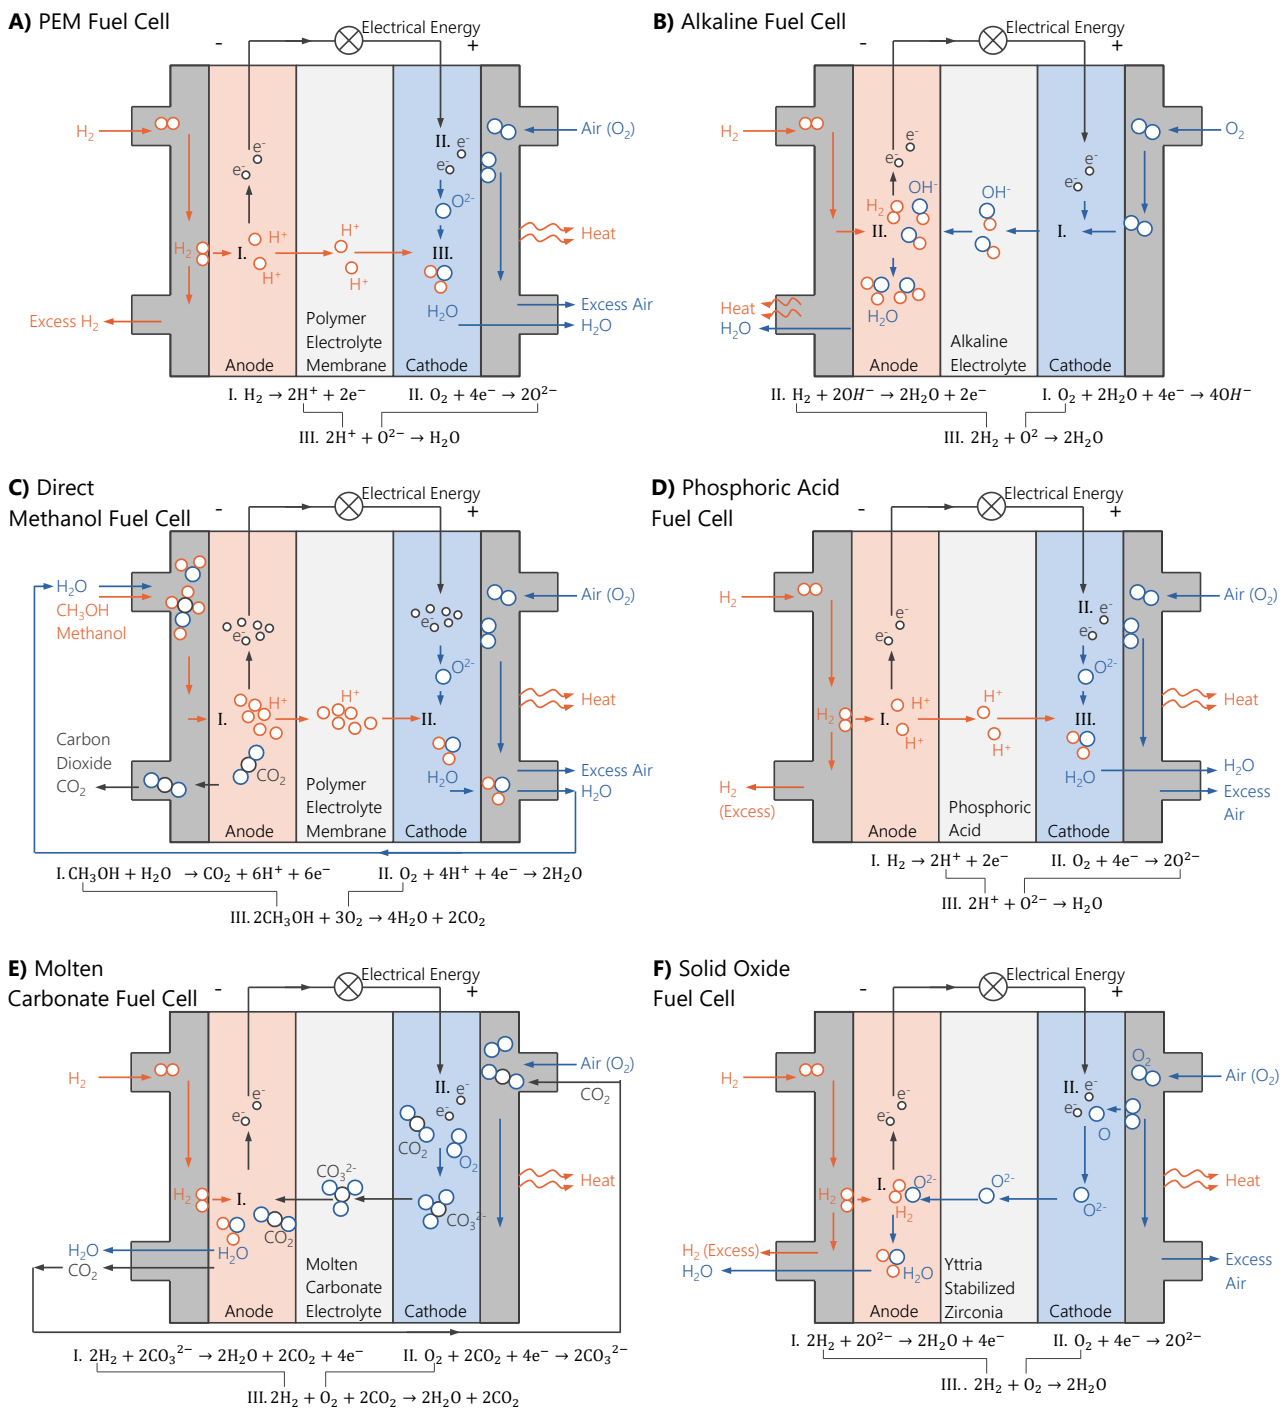 A) PEM Fuel Cell
Electrical Energy
-
+
H₂
Air (O₂)
II.
e⁻
e⁻
e⁻
e⁻
O²⁻
H₂
I.
H⁺
H⁺
H⁺
H⁺
III.
Heat
H₂O
Excess H₂
Excess Air
H₂O
Polymer
Electrolyte
Membrane
Anode
Cathode
I. H₂ → 2H⁺ + 2e⁻
II. O₂ + 4e⁻ → 2O²⁻
III. 2H⁺ + O²⁻ → H₂O
B) Alkaline Fuel Cell
Electrical Energy
-
+
H₂
O₂
e⁻
e⁻
e⁻
e⁻
OH⁻
OH⁻
H₂
II.
I.
Heat
H₂O
H₂O
Alkaline
Electrolyte
Anode
Cathode
II. H₂ + 2OH⁻ → 2H₂O + 2e⁻
I. O₂ + 2H₂O + 4e⁻ → 4OH⁻
III. 2H₂ + O² → 2H₂O
C) Direct
Methanol Fuel Cell
Electrical Energy
-
+
H₂O
CH₃OH
Methanol
Air (O₂)
e⁻
e⁻
O²⁻
I.
H⁺
H⁺
II.
Heat
Carbon
Dioxide
CO₂
CO₂
H₂O
Excess Air
H₂O
Polymer
Electrolyte
Membrane
Anode
Cathode
I. CH₃OH + H₂O → CO₂ + 6H⁺ + 6e⁻
II. O₂ + 4H⁺ + 4e⁻ → 2H₂O
III. 2CH₃OH + 3O₂ → 4H₂O + 2CO₂
D) Phosphoric Acid
Fuel Cell
Electrical Energy
-
+
H₂
Air (O₂)
II.
e⁻
e⁻
e⁻
e⁻
O²⁻
H₂
I.
H⁺
H⁺
H⁺
H⁺
III.
Heat
H₂O
H₂
(Excess)
H₂O
Excess
Air
Phosphoric
Acid
Anode
Cathode
I. H₂ → 2H⁺ + 2e⁻
II. O₂ + 4e⁻ → 2O²⁻
III. 2H⁺ + O²⁻ → H₂O
E) Molten
Carbonate Fuel Cell
Electrical Energy
-
+
H₂
Air (O₂)
CO₂
II.
e⁻
e⁻
e⁻
e⁻
CO₂
O₂
CO₃²⁻
H₂
I.
CO₃²⁻
Heat
CO₂
H₂O
H₂O
CO₂
Molten
Carbonate
Electrolyte
Anode
Cathode
I. 2H₂ + 2CO₃²⁻ → 2H₂O + 2CO₂ + 4e⁻
II. O₂ + 2CO₂ + 4e⁻ → 2CO₃²⁻
III. 2H₂ + O₂ + 2CO₂ → 2H₂O + 2CO₂
F) Solid Oxide
Fuel Cell
Electrical Energy
-
+
H₂
O₂
Air (O₂)
II.
e⁻
e⁻
e⁻
e⁻
O
I.
O²⁻
O²⁻
O²⁻
H₂
H₂
Heat
H₂ (Excess)
H₂O
H₂O
Excess
Air
Yttria
Stabilized
Zirconia
Anode
Cathode
I. 2H₂ + 2O²⁻ → 2H₂O + 4e⁻
II. O₂ + 4e⁻ → 2O²⁻
III. . 2H₂ + O₂ → 2H₂O